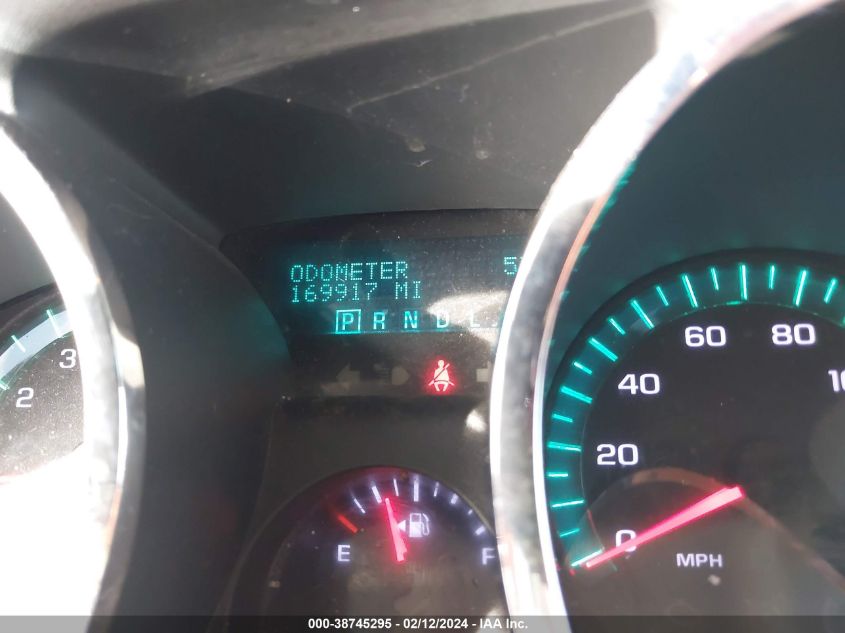 ODOMETER
169917 MI
P R N D L
2 3
0 20 40 60 80
MPH
E F
000-38745295 - 02/12/2024 - IAA Inc.